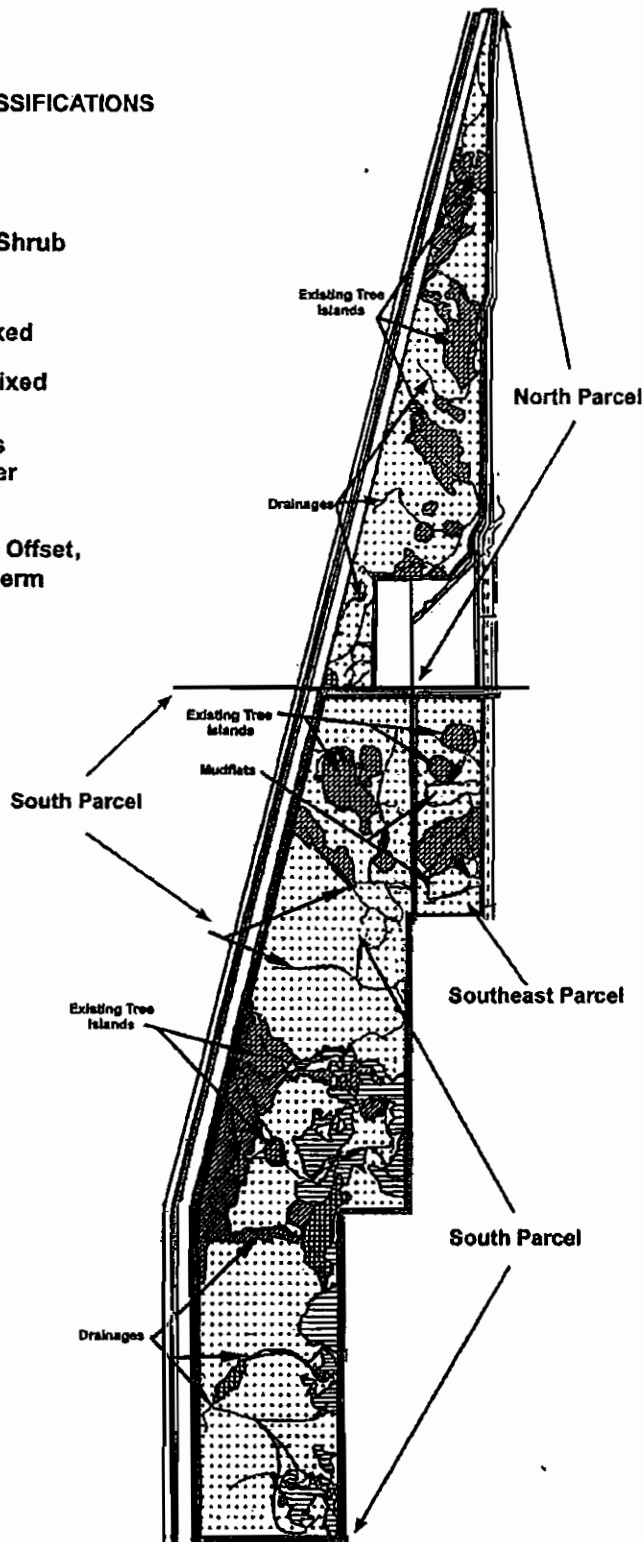 SSIFICATIONS
Shrub
xed
ixed
s
er
Offset,
erm
Existing Tree
Islands
North Parcel
Drainages
Existing Tree
Islands
Mudflats
South Parcel
Southeast Parcel
Existing Tree
Islands
South Parcel
Drainages